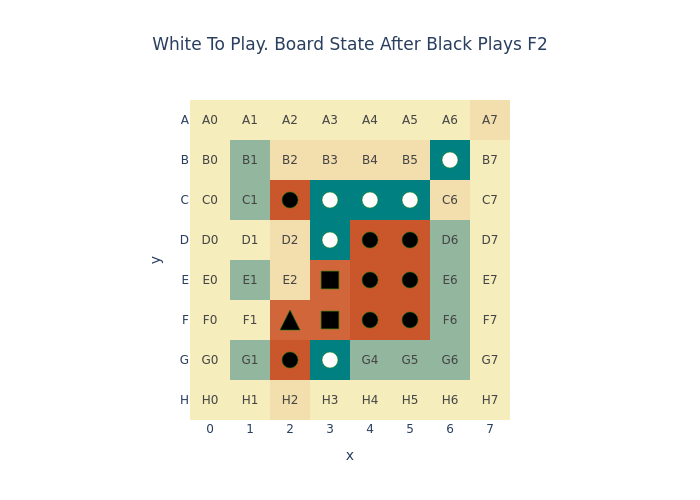 White To Play. Board State After Black Plays F2
A A0 A1 A2 A3 A4 A5 A6 A7
B B0 B1 B2 B3 B4 B5 B7
C C0 C1 C6 C7
D D0 D1 D2 D6 D7
y
E E0 E1 E2 E6 E7
F F0 F1 F6 F7
G G0 G1 G4 G5 G6 G7
H H0 H1 H2 H3 H4 H5 H6 H7
0 1 2 3 4 5 6 7
x